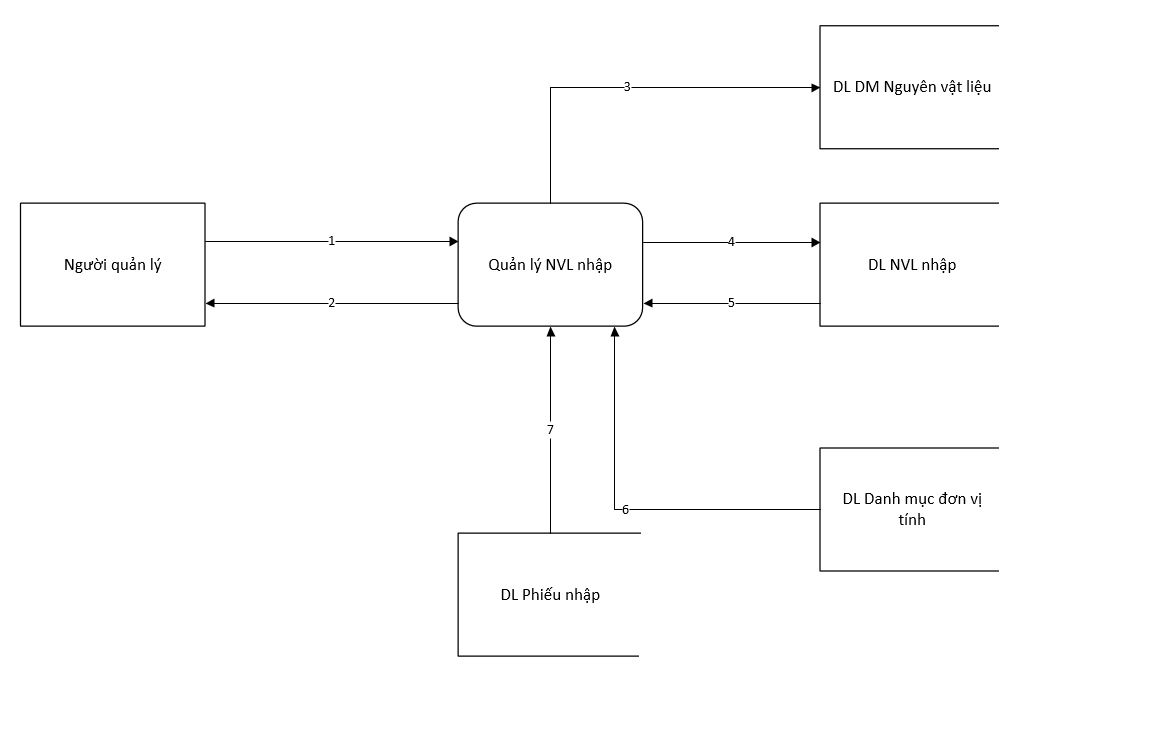 3
DL DM Nguyên vật liệu
Người quản lý
1
2
Quản lý NVL nhập
4
5
DL NVL nhập
7
6
DL Danh mục đơn vị
tính
DL Phiếu nhập